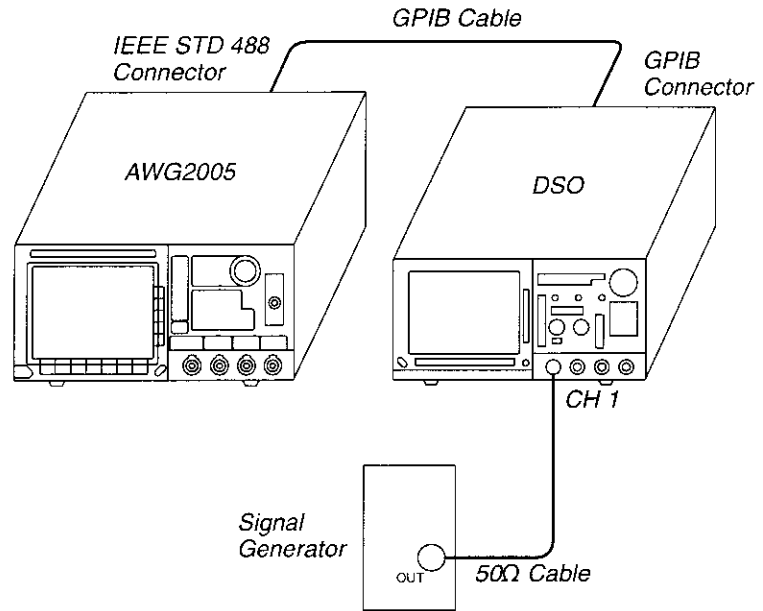 GPIB Cable
IEEE STD 488
Connector
GPIB
Connector
AWG2005
DSO
CH 1
Signal
Generator
OUT
50Ω Cable